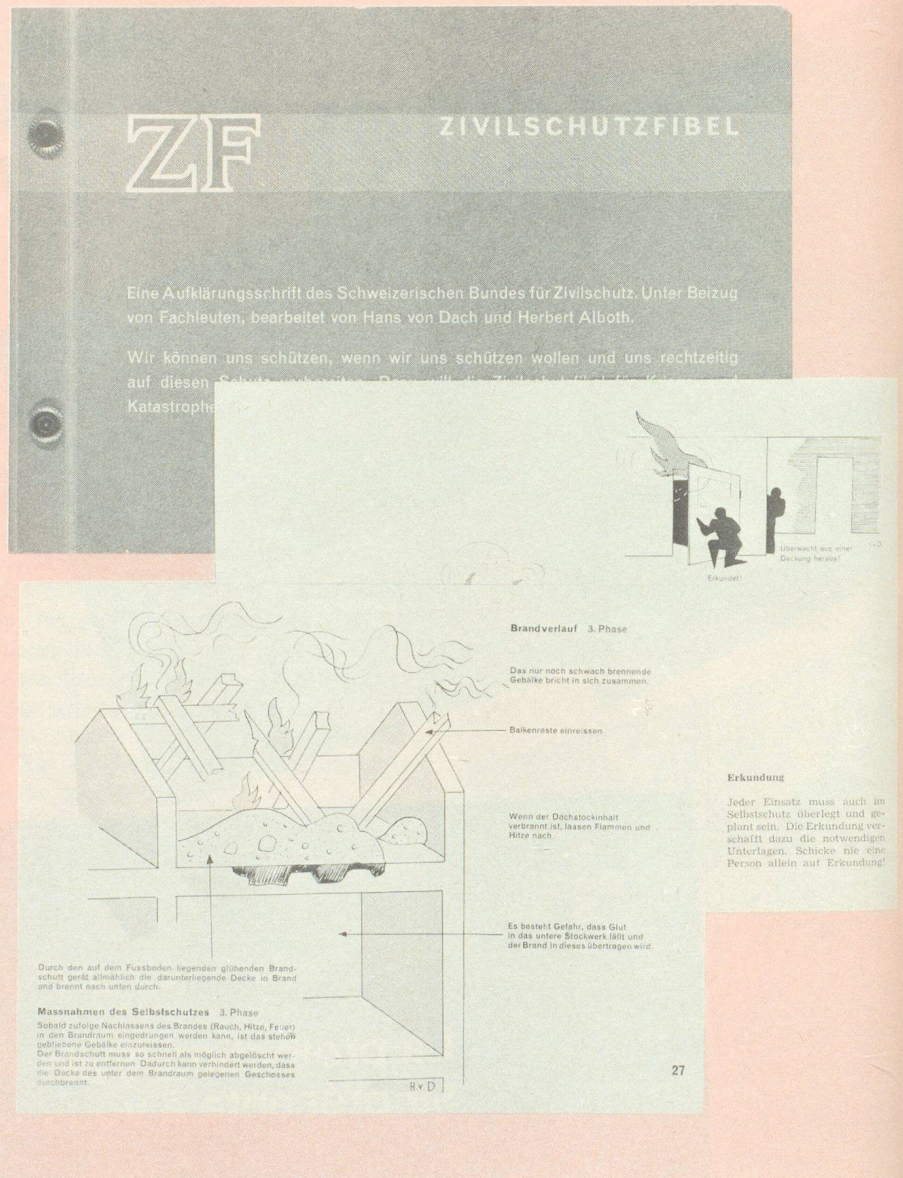 ZF
ZIVILSCHUTZFIBEL
Eine Aufklärungsschrift des Schweizerischen Bundes für Zivilschutz. Unter Beizug
von Fachleuten, bearbeitet von Hans von Dach und Herbert Alboth.
Wir können uns schützen, wenn wir uns schützen wollen und uns rechtzeitig
auf diesen Schutz vorbereiten. Dazu will die Zivilschutzfibel für Kriegs- und
Katastrophe
Überwacht aus einer
Deckung heraus!
Erkundet!
Brandverlauf 3. Phase
Das nur noch schwach brennende
Gebälke bricht in sich zusammen.
Balkenreste einreissen
Wenn der Dachstockinhalt
verbrannt ist, lassen Flammen und
Hitze nach.
Es besteht Gefahr, dass Glut
in das untere Stockwerk fällt und
der Brand in dieses übertragen wird.
Erkundung
Jeder Einsatz muss auch im
Selbstschutz überlegt und ge-
plant sein. Die Erkundung ver-
schafft dazu die notwendigen
Unterlagen. Schicke nie eine
Person allein auf Erkundung!
Durch den auf dem Fussboden liegenden glühenden Brand-
schutt gerät allmählich die darunterliegende Decke in Brand
und brennt nach unten durch.
Massnahmen des Selbstschutzes 3. Phase
Sobald zufolge Nachlassens des Brandes (Rauch, Hitze, Feuer)
in den Brandraum eingedrungen werden kann, ist das stehen
gebliebene Gebälke einzureissen.
Der Brandschutt muss so schnell als möglich abgelöscht wer-
den und ist zu entfernen. Dadurch kann verhindert werden, dass
die Decke des unter dem Brandraum gelegenen Geschosses
durchbrennt.
H.v.D
27